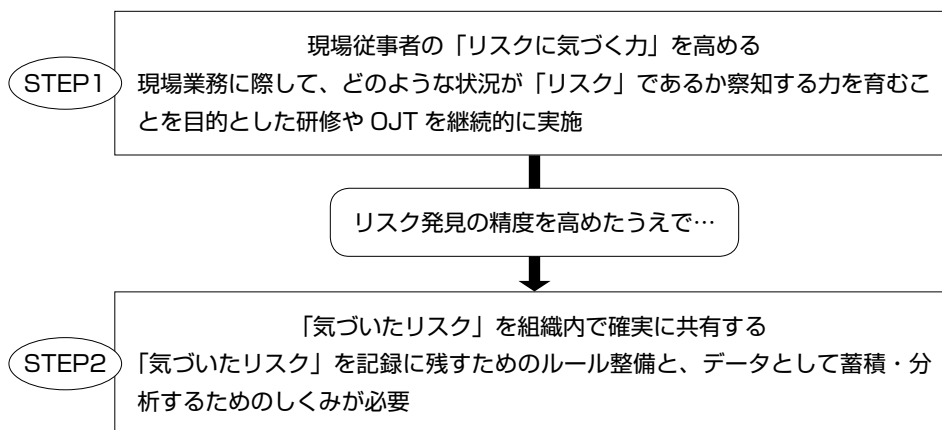 現場従事者の「リスクに気づく力」を高める
STEP1
現場業務に際して、どのような状況が「リスク」であるか察知する力を育むこ
とを目的とした研修や OJT を継続的に実施
リスク発見の精度を高めたうえで…
「気づいたリスク」を組織内で確実に共有する
STEP2
「気づいたリスク」を記録に残すためのルール整備と、データとして蓄積・分
析するためのしくみが必要